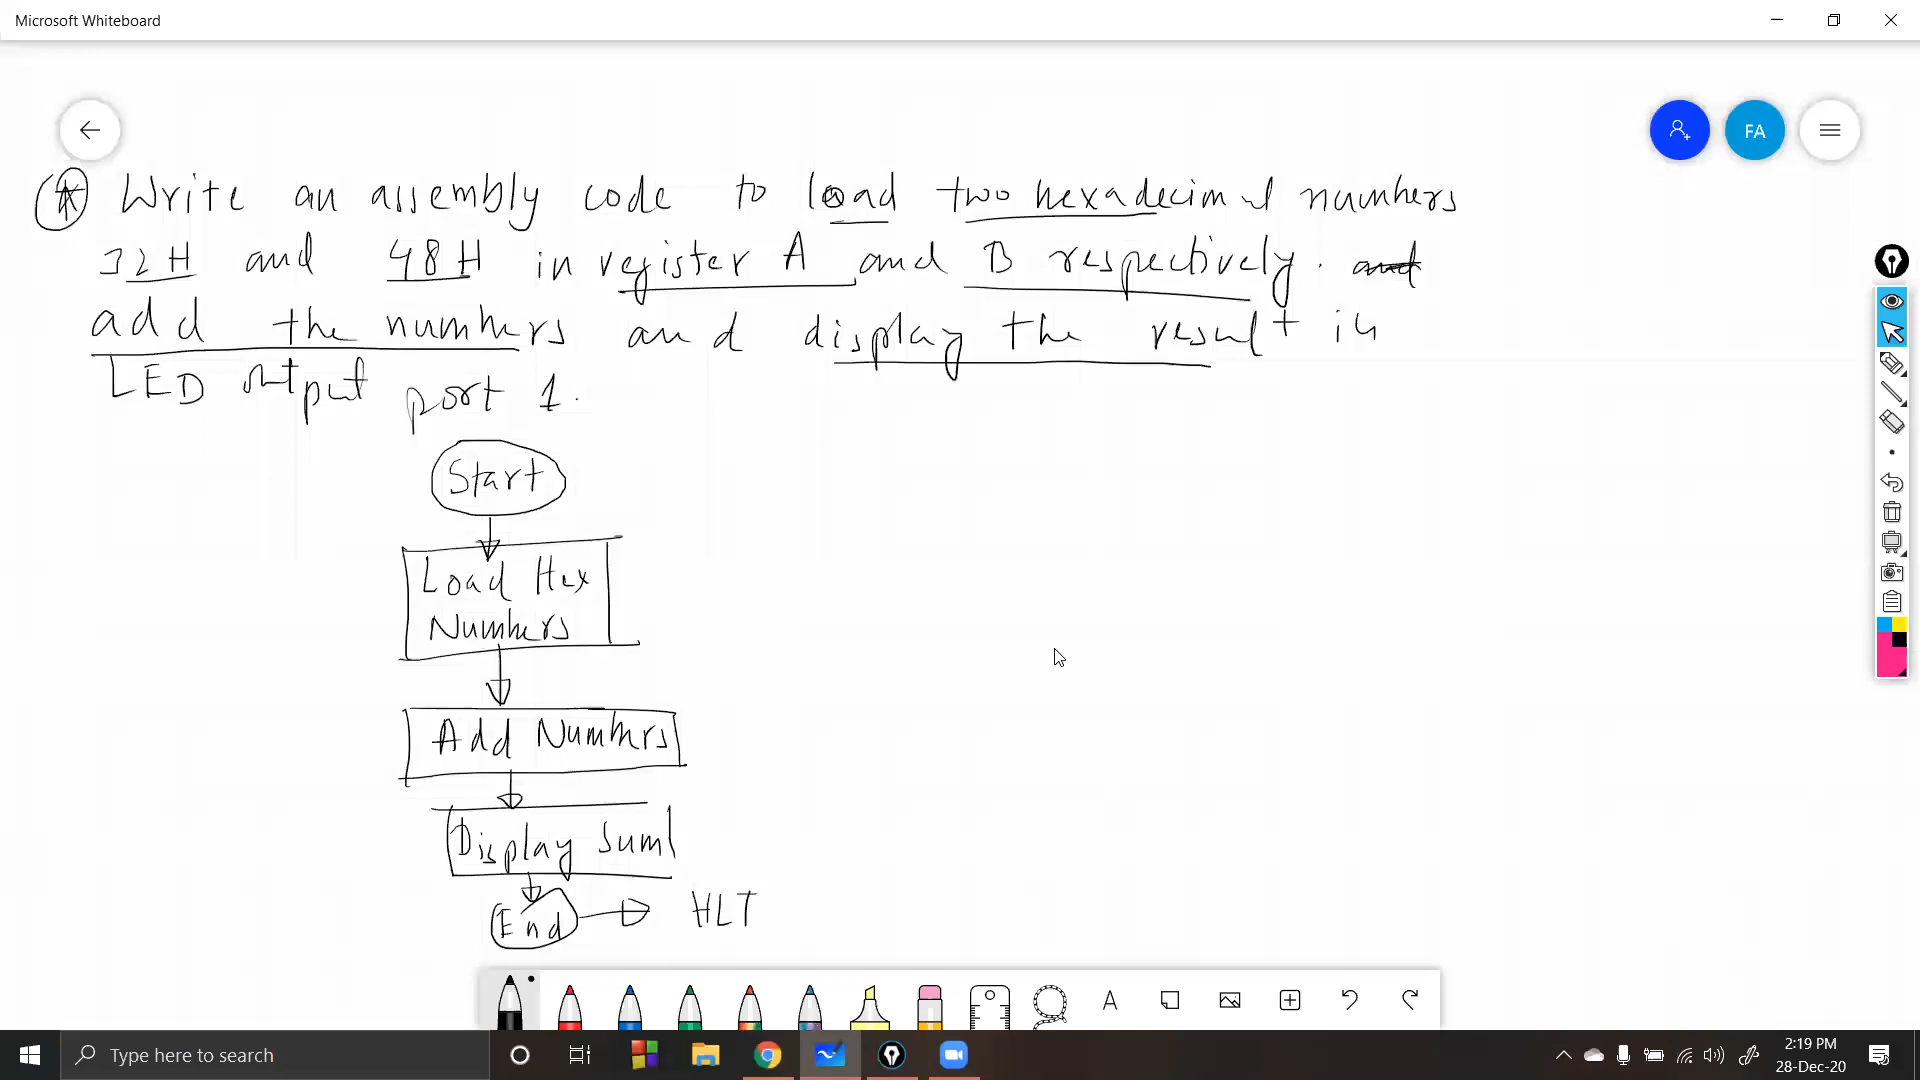 Microsoft Whiteboard
FA
(A) Write an assembly code to load two hexadecimal numbers
32H and 48H in register A and B respectively. and
add the numbers and display the result in
LED output port 1.
Start
Load Hex
Numbers
Add Numbers
Display Sum
End HLT
A
Type here to search
2:19 PM
28-Dec-20